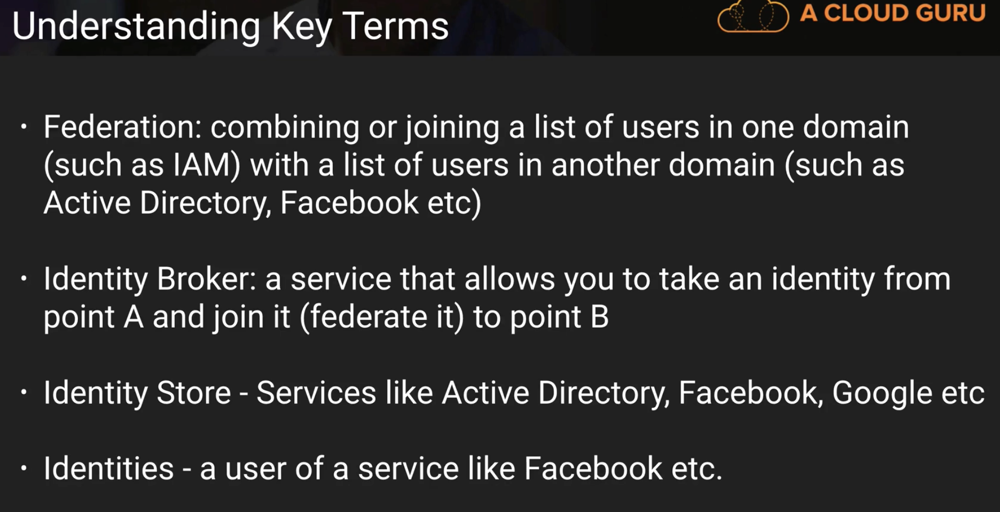 Understanding Key Terms
A CLOUD GURU
· Federation: combining or joining a list of users in one domain
(such as IAM) with a list of users in another domain (such as
Active Directory, Facebook etc)
· Identity Broker: a service that allows you to take an identity from
point A and join it (federate it) to point B
· Identity Store - Services like Active Directory, Facebook, Google etc
· Identities - a user of a service like Facebook etc.